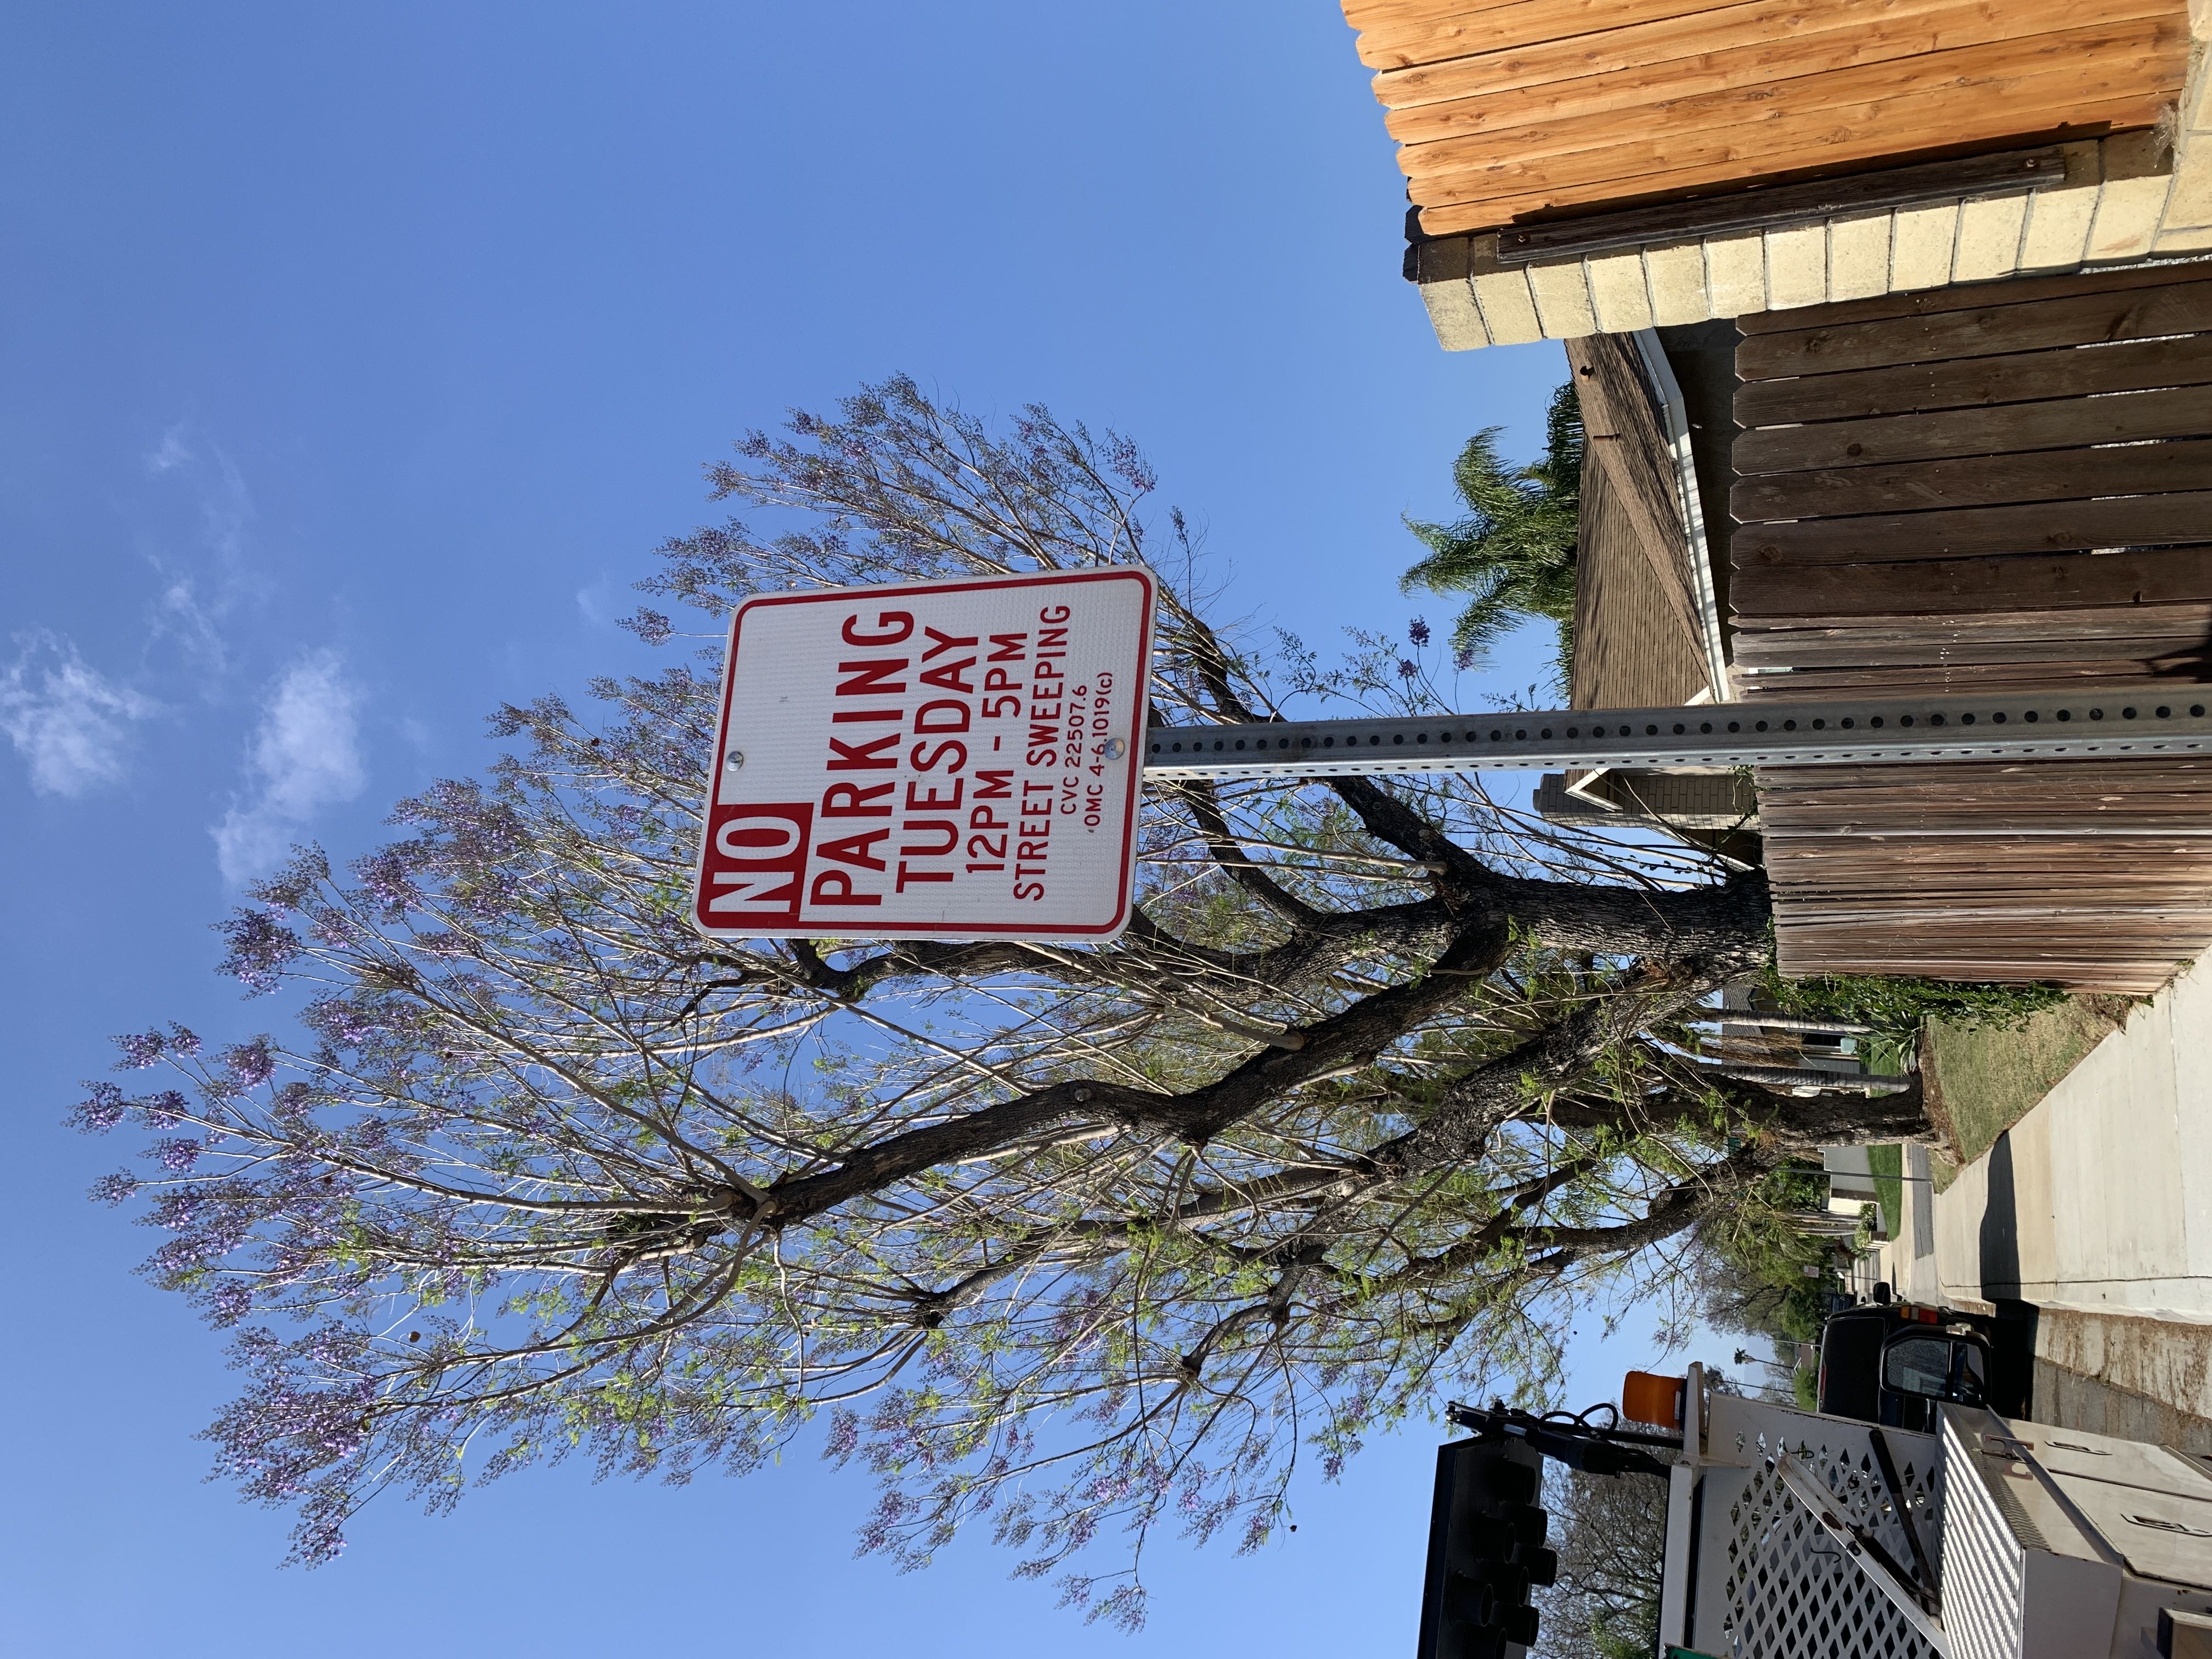 NO
PARKING
TUESDAY
12PM - 5PM
STREET SWEEPING
CVC 22507.6
OMC 4-6.1019(c)